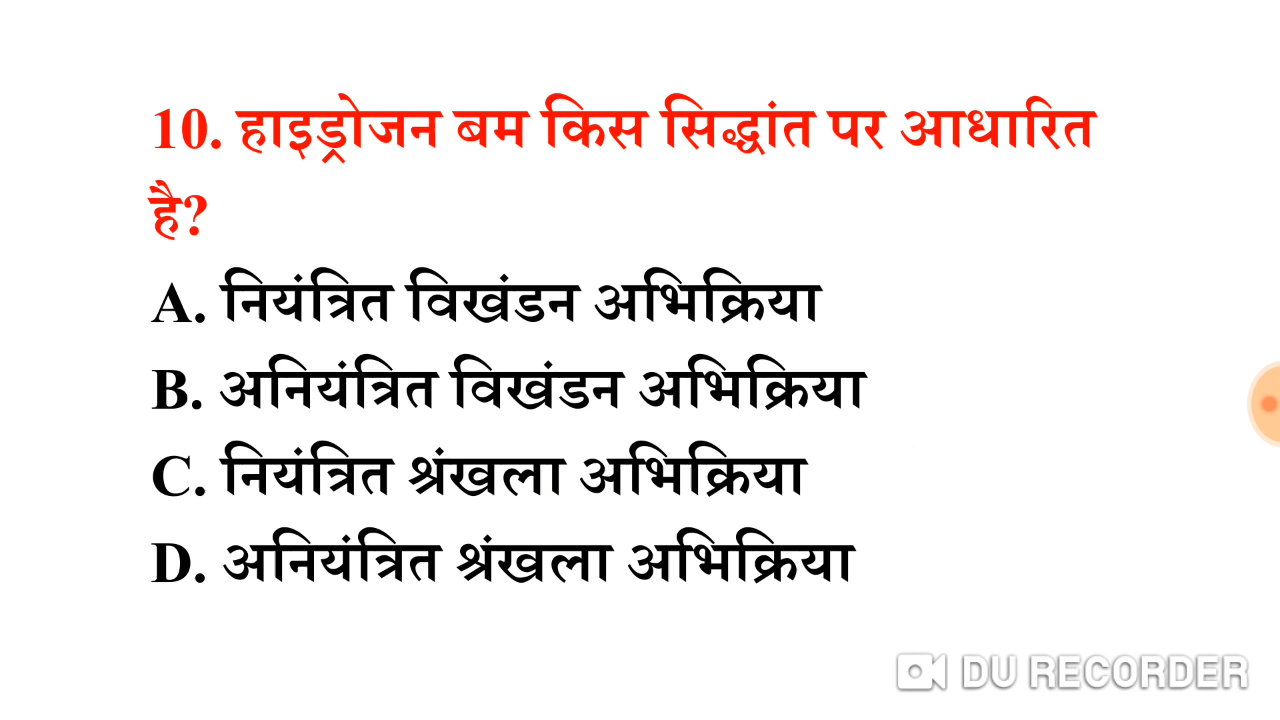 10. हाइड्रोजन बम किस सिद्धांत पर आधारित
है?
A. नियंत्रित विखंडन अभिक्रिया
B. अनियंत्रित विखंडन अभिक्रिया
C. नियंत्रित श्रंखला अभिक्रिया
D. अनियंत्रित श्रंखला अभिक्रिया
DU RECORDER